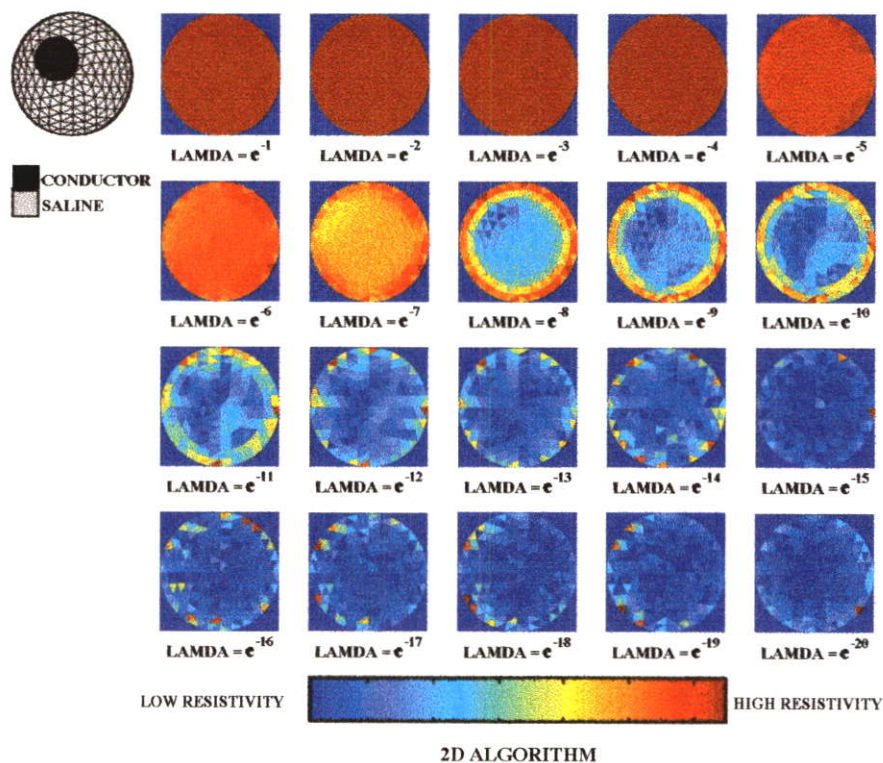 LAMDA = e^-1 LAMDA = e^-2 LAMDA = e^-3 LAMDA = e^-4 LAMDA = e^-5
CONDUCTOR
SALINE
LAMDA = e^-6 LAMDA = e^-7 LAMDA = e^-8 LAMDA = e^-9 LAMDA = e^-10
LAMDA = e^-11 LAMDA = e^-12 LAMDA = e^-13 LAMDA = e^-14 LAMDA = e^-15
LAMDA = e^-16 LAMDA = e^-17 LAMDA = e^-18 LAMDA = e^-19 LAMDA = e^-20
LOW RESISTIVITY HIGH RESISTIVITY
2D ALGORITHM